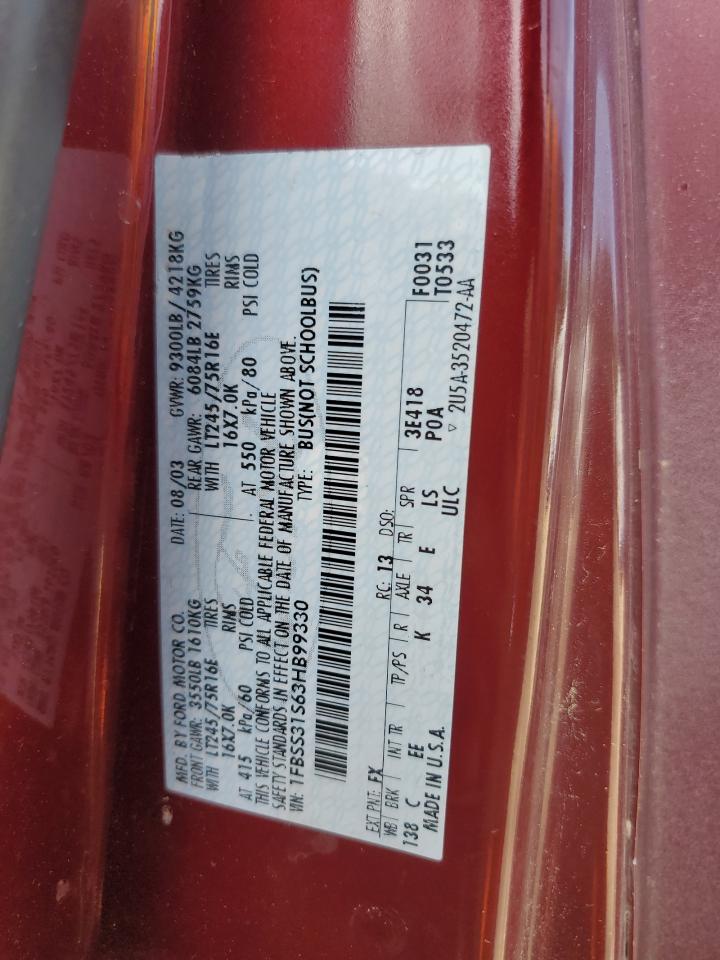 MFD. BY FORD MOTOR CO. DATE: 08/03 GVWR: 9300LB / 4218KG
FRONT GAWR: 3550LB 1610KG REAR GAWR: 6084LB 2759KG
WITH LT245/75R16E TIRES WITH LT245/75R16E TIRES
16X7.0K RIMS 16X7.0K RIMS
AT 415 kPa/60 PSI COLD AT 550 kPa/80 PSI COLD
THIS VEHICLE CONFORMS TO ALL APPLICABLE FEDERAL MOTOR VEHICLE
SAFETY STANDARDS IN EFFECT ON THE DATE OF MANUFACTURE SHOWN ABOVE.
VIN: 1FBSS31S63HB99330 TYPE: BUS(NOT SCHOOLBUS)
EXT PNT: FX RC: 13 DSO:
WB BRK INT TR TP/PS R AXLE TR SPR 3E418 F0031
138 C EE K 34 E LS P0A T0533
MADE IN U.S.A. ULC ▽ 2U5A-3520472-AA